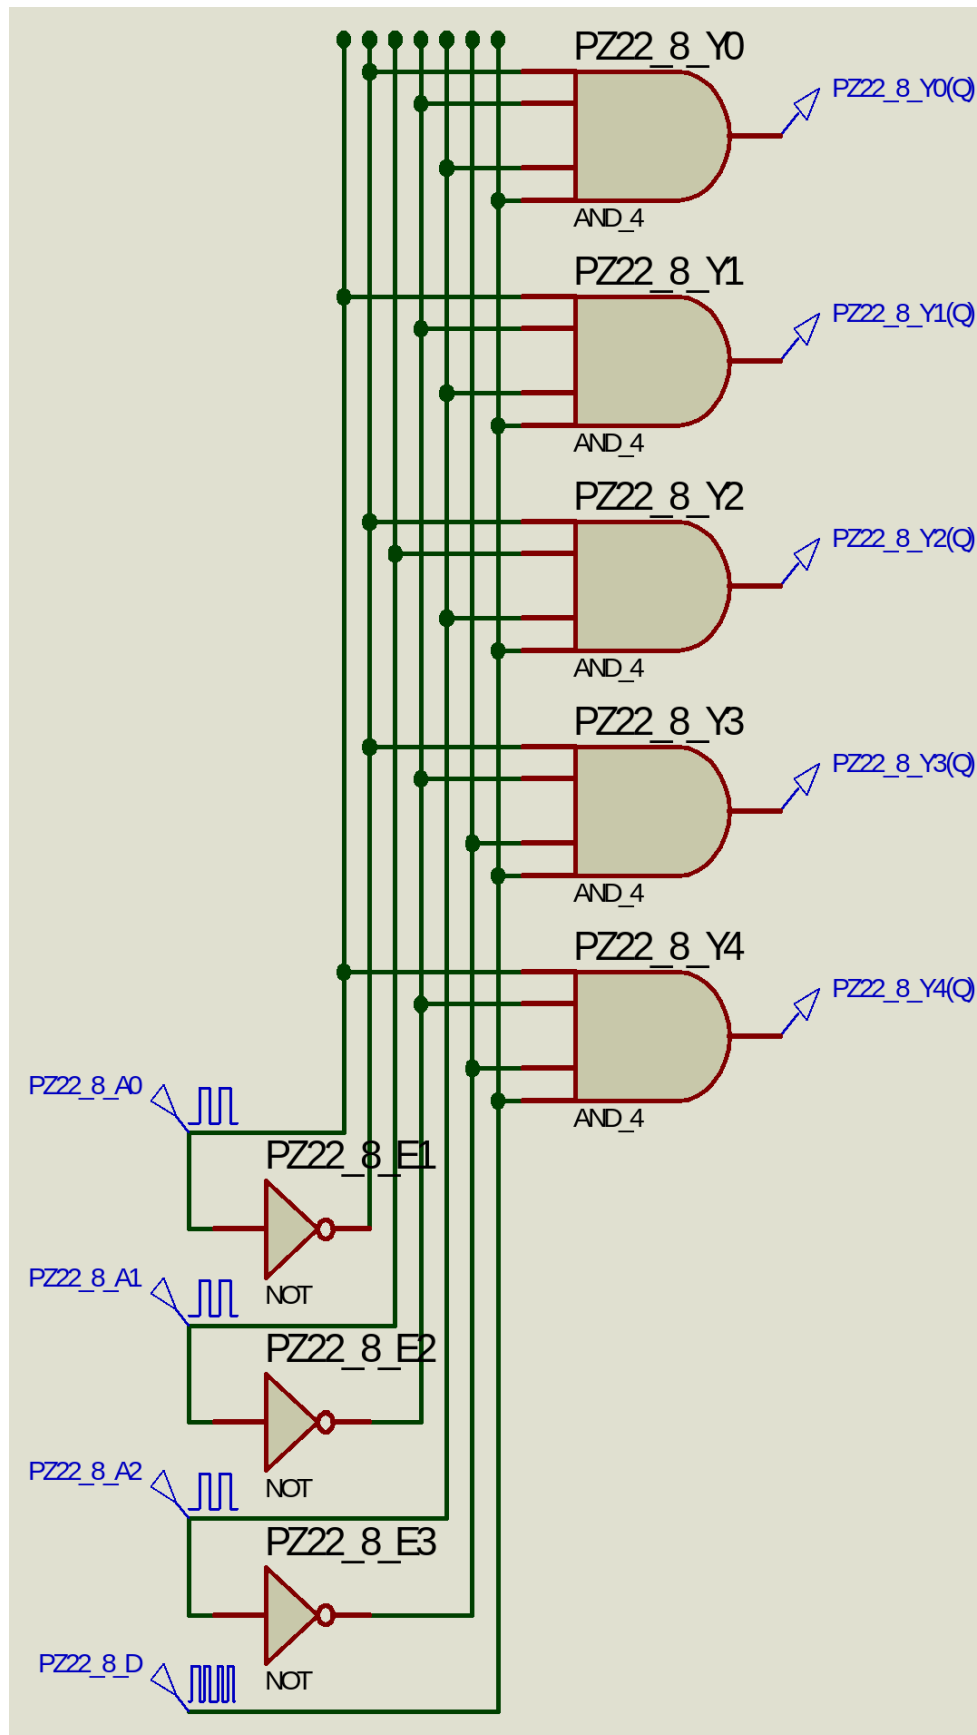 PZ22_8_Y0
PZ22_8_Y0(Q)
AND_4
PZ22_8_Y1
PZ22_8_Y1(Q)
AND_4
PZ22_8_Y2
PZ22_8_Y2(Q)
AND_4
PZ22_8_Y3
PZ22_8_Y3(Q)
AND_4
PZ22_8_Y4
PZ22_8_Y4(Q)
AND_4
PZ22_8_A0
PZ22_8_E1
NOT
PZ22_8_A1
PZ22_8_E2
NOT
PZ22_8_A2
PZ22_8_E3
NOT
PZ22_8_D